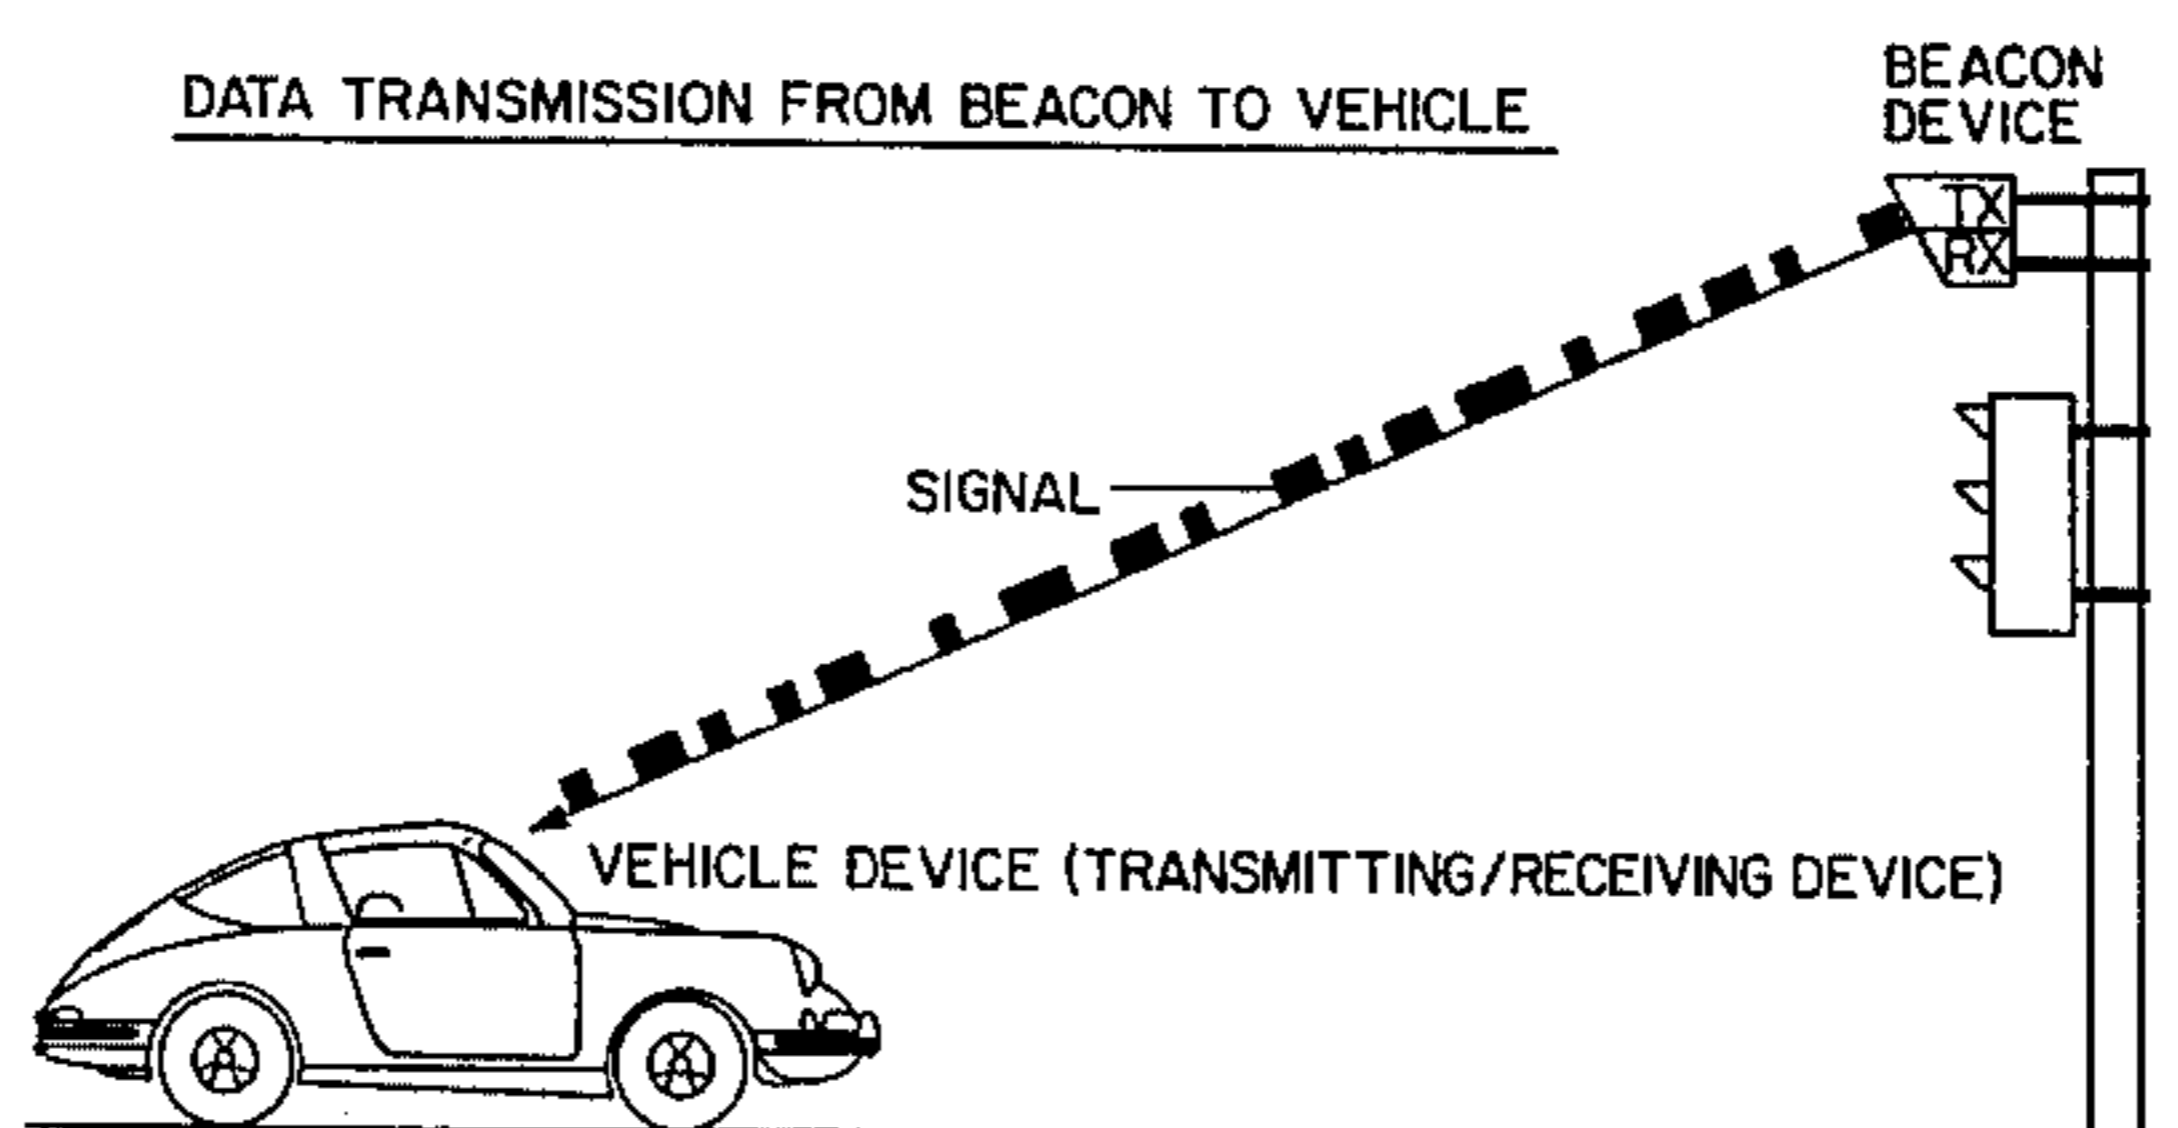 DATA TRANSMISSION FROM BEACON TO VEHICLE
BEACON
DEVICE
TX
RX
SIGNAL
VEHICLE DEVICE (TRANSMITTING/RECEIVING DEVICE)